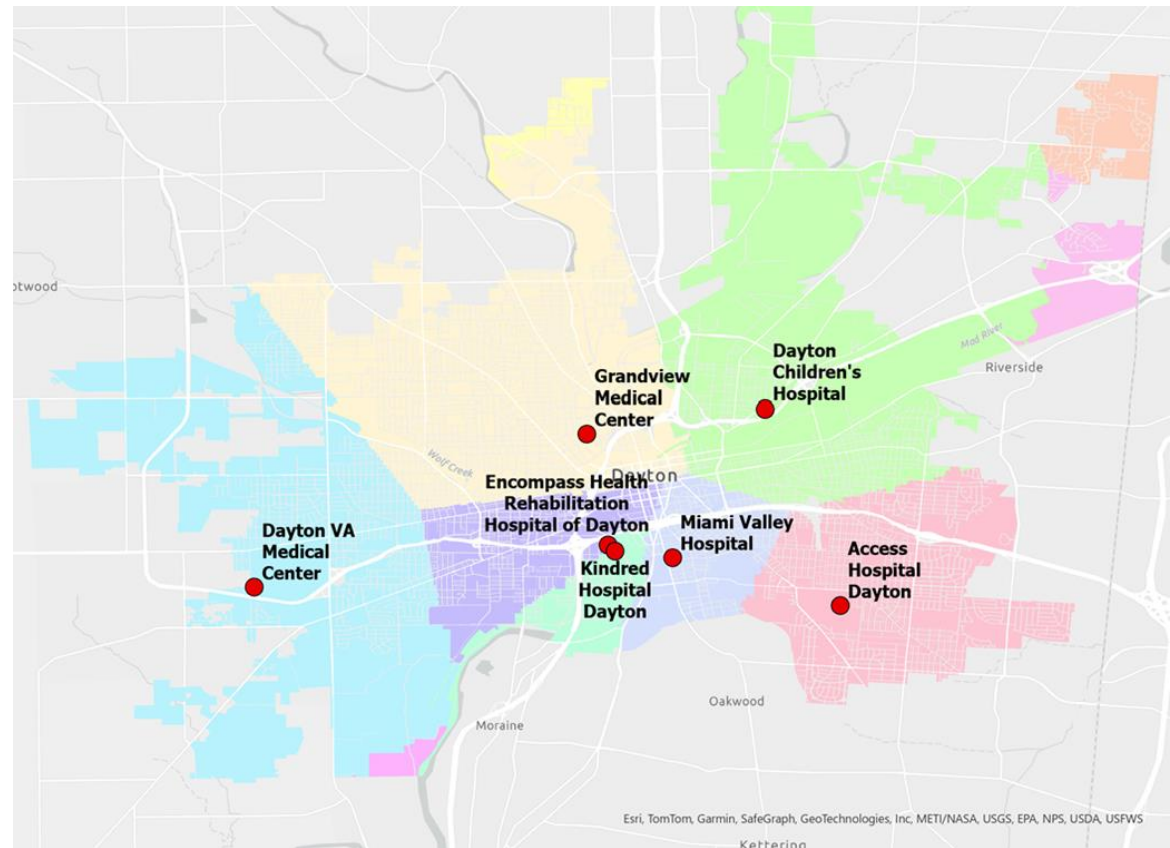 otwood
Mad River
Riverside
Dayton
Children's
Hospital
Grandview
Medical
Center
Wolf Creek
Dayton
Encompass Health
Rehabilitation
Hospital of Dayton
Dayton VA
Medical
Center
Miami Valley
Hospital
Access
Hospital
Dayton
Kindred
Hospital
Dayton
Oakwood
Moraine
Esri, TomTom, Garmin, SafeGraph, GeoTechnologies, Inc, METI/NASA, USGS, EPA, NPS, USDA, USFWS
Kettering